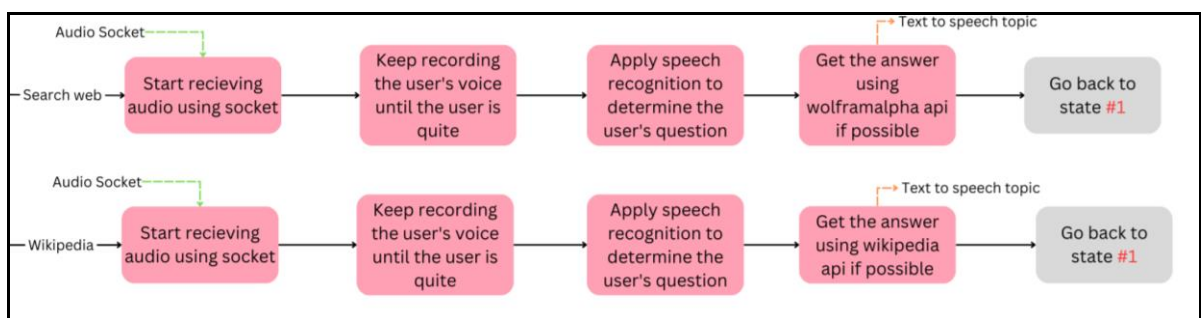 Audio Socket
Text to speech topic
Search web
Start recieving
audio using socket
Keep recording
the user's voice
until the user is
quite
Apply speech
recognition to
determine the
user's question
Get the answer
using
wolframalpha api
if possible
Go back to
state #1
Audio Socket
Text to speech topic
Wikipedia
Start recieving
audio using socket
Keep recording
the user's voice
until the user is
quite
Apply speech
recognition to
determine the
user's question
Get the answer
using wikipedia
api if possible
Go back to
state #1